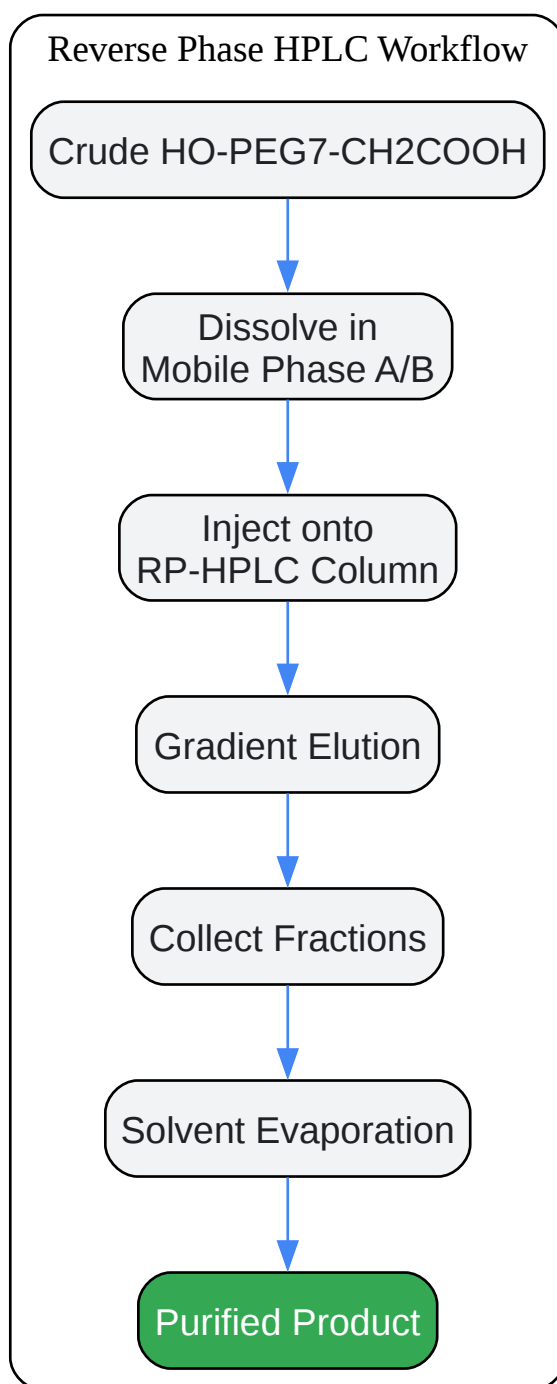 Reverse Phase HPLC Workflow
Crude HO-PEG7-CH2COOH
Dissolve in
Mobile Phase A/B
Inject onto
RP-HPLC Column
Gradient Elution
Collect Fractions
Solvent Evaporation
Purified Product